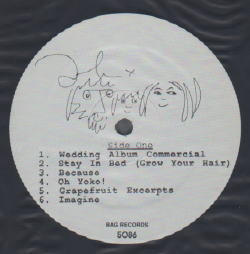 Side One
1. Wedding Album Commercial
2. Stay In Bed (Grow Your Hair)
3. Because
4. Oh Yoko!
5. Grapefruit Excerpts
6. Imagine
BAG RECORDS
5086